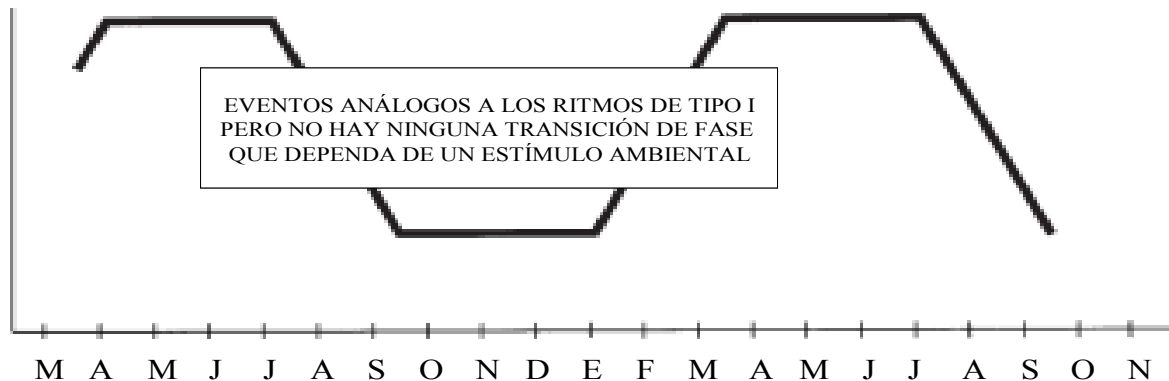 EVENTOS ANÁLOGOS A LOS RITMOS DE TIPO I
PERO NO HAY NINGUNA TRANSICIÓN DE FASE
QUE DEPENDA DE UN ESTÍMULO AMBIENTAL
M A M J J A S O N D E F M A M J J A S O N